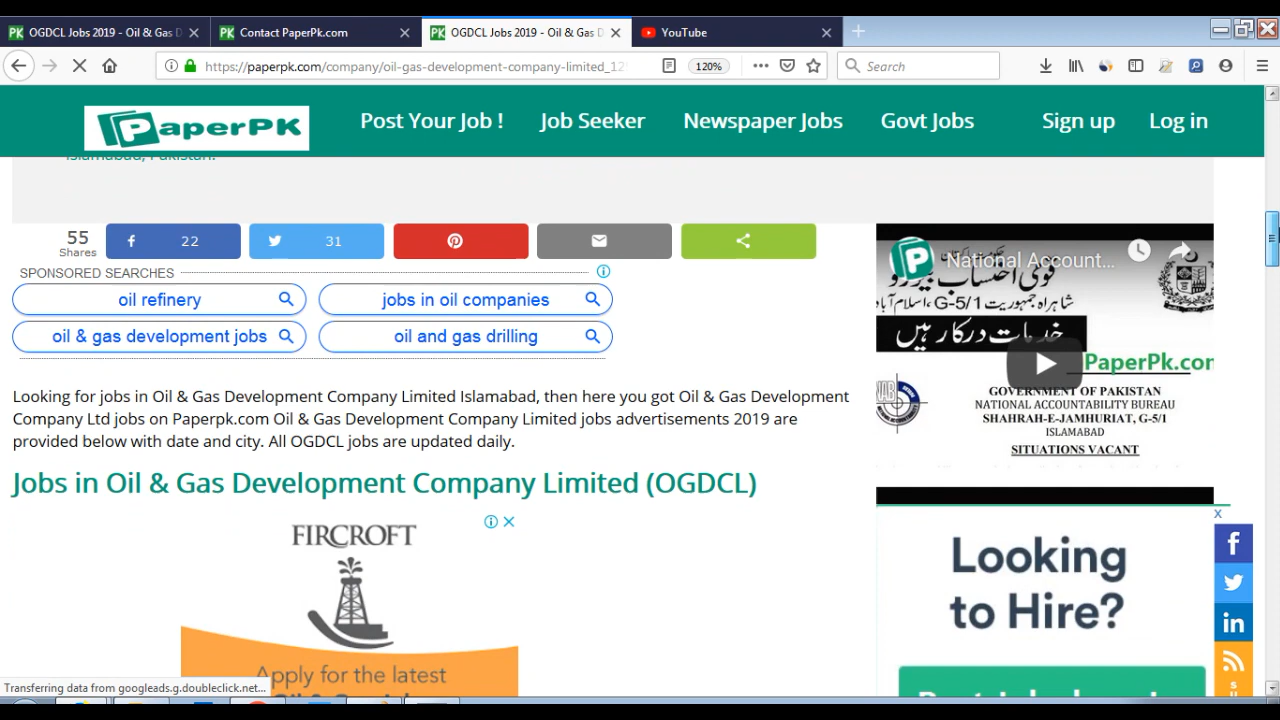 OGDCL Jobs 2019 - Oil & Gas D
Contact PaperPk.com
OGDCL Jobs 2019 - Oil & Gas D
YouTube
https://paperpk.com/company/oil-gas-development-company-limited_12
120%
Search
PaperPK
Post Your Job !
Job Seeker
Newspaper Jobs
Govt Jobs
Sign up
Log in
Islamabad, Pakistan.
55
Shares
22
31
SPONSORED SEARCHES
oil refinery
jobs in oil companies
oil & gas development jobs
oil and gas drilling
Looking for jobs in Oil & Gas Development Company Limited Islamabad, then here you got Oil & Gas Development
Company Ltd jobs on Paperpk.com Oil & Gas Development Company Limited jobs advertisements 2019 are
provided below with date and city. All OGDCL jobs are updated daily.
Jobs in Oil & Gas Development Company Limited (OGDCL)
FIRCROFT
Apply for the latest
National Account...
قومی احتساب بیورو
شاہراہ جمہوریت G-5/1، اسلام آباد
خدمات درکار ہیں
PaperPk.con
GOVERNMENT OF PAKISTAN
NATIONAL ACCOUNTABILITY BUREAU
SHAHRAH-E-JAMHURIAT, G-5/1
ISLAMABAD
SITUATIONS VACANT
X
Looking
to Hire?
Transferring data from googleads.g.doubleclick.net...